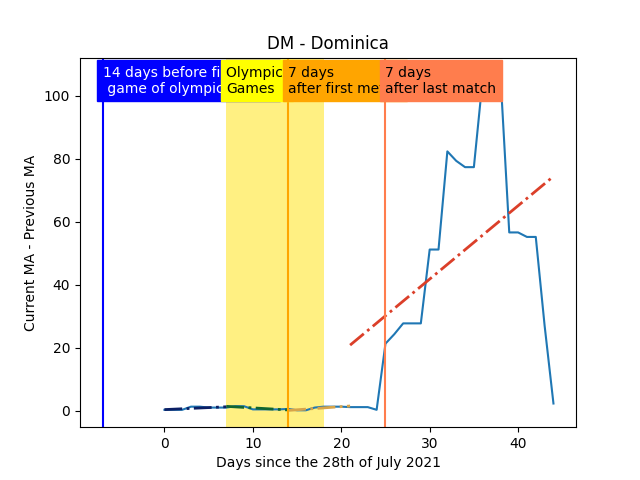 DM - Dominica
14 days before fi
game of olympic
Olympic
Games
7 days
after first me
7 days
after last match
100
80
60
40
20
0
Current MA - Previous MA
0 10 20 30 40
Days since the 28th of July 2021